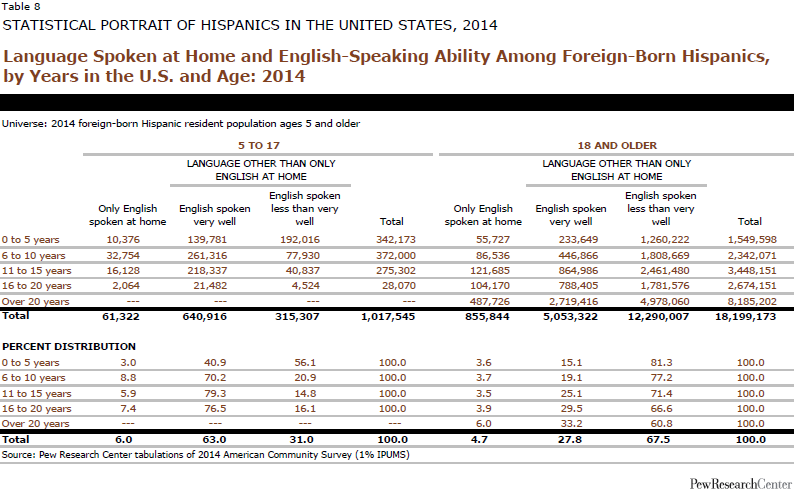 Table 8
STATISTICAL PORTRAIT OF HISPANICS IN THE UNITED STATES, 2014
Language Spoken at Home and English-Speaking Ability Among Foreign-Born Hispanics,
by Years in the U.S. and Age: 2014
Universe: 2014 foreign-born Hispanic resident population ages 5 and older
5 TO 17 18 AND OLDER
LANGUAGE OTHER THAN ONLY LANGUAGE OTHER THAN ONLY
ENGLISH AT HOME ENGLISH AT HOME
English spoken English spoken
Only English English spoken less than very Only English English spoken less than very
spoken at home very well well Total spoken at home very well well Total
0 to 5 years 10,376 139,781 192,016 342,173 55,727 233,649 1,260,222 1,549,598
6 to 10 years 32,754 261,316 77,930 372,000 86,536 446,866 1,808,669 2,342,071
11 to 15 years 16,128 218,337 40,837 275,302 121,685 864,986 2,461,480 3,448,151
16 to 20 years 2,064 21,482 4,524 28,070 104,170 788,405 1,781,576 2,674,151
Over 20 years --- --- --- --- 487,726 2,719,416 4,978,060 8,185,202
Total 61,322 640,916 315,307 1,017,545 855,844 5,053,322 12,290,007 18,199,173
PERCENT DISTRIBUTION
0 to 5 years 3.0 40.9 56.1 100.0 3.6 15.1 81.3 100.0
6 to 10 years 8.8 70.2 20.9 100.0 3.7 19.1 77.2 100.0
11 to 15 years 5.9 79.3 14.8 100.0 3.5 25.1 71.4 100.0
16 to 20 years 7.4 76.5 16.1 100.0 3.9 29.5 66.6 100.0
Over 20 years --- --- --- --- 6.0 33.2 60.8 100.0
Total 6.0 63.0 31.0 100.0 4.7 27.8 67.5 100.0
Source: Pew Research Center tabulations of 2014 American Community Survey (1% IPUMS)
PewResearchCenter